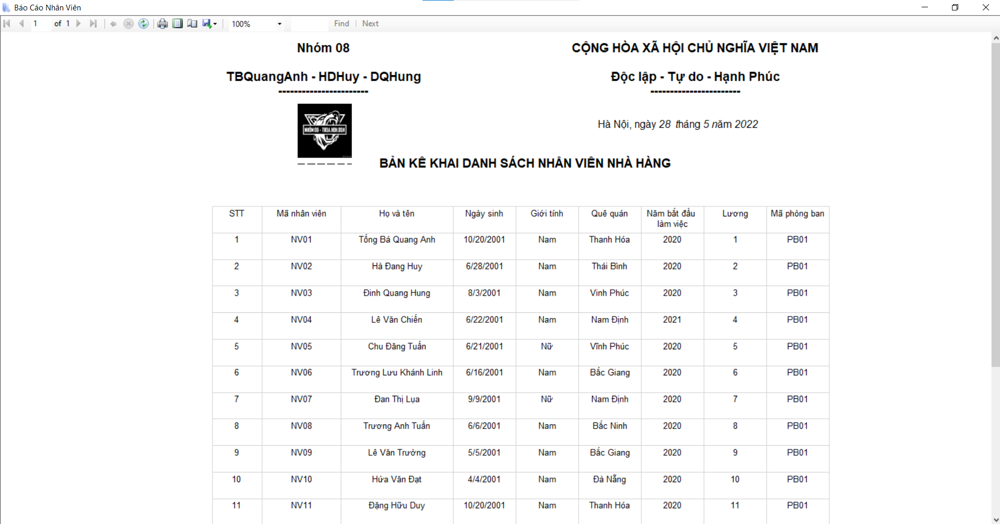 Báo Cáo Nhân Viên
1 of 1 100% Find Next
Nhóm 08
TBQuangAnh - HDHuy - DQHung
-----------------------
CỘNG HÒA XÃ HỘI CHỦ NGHĨA VIỆT NAM
Độc lập - Tự do - Hạnh Phúc
-----------------------
NHÓM 08 - TBQA.HDH.DQH
Hà Nội, ngày 28 tháng 5 năm 2022
BẢN KÊ KHAI DANH SÁCH NHÂN VIÊN NHÀ HÀNG
STT Mã nhân viên Họ và tên Ngày sinh Giới tính Quê quán Năm bắt đầu làm việc Lương Mã phòng ban
1 NV01 Tống Bá Quang Anh 10/20/2001 Nam Thanh Hóa 2020 1 PB01
2 NV02 Hà Đang Huy 6/28/2001 Nam Thái Bình 2020 2 PB01
3 NV03 Đinh Quang Hung 8/3/2001 Nam Vinh Phúc 2020 3 PB01
4 NV04 Lê Văn Chiến 6/22/2001 Nam Nam Định 2021 4 PB01
5 NV05 Chu Đăng Tuấn 6/21/2001 Nữ Vĩnh Phúc 2020 5 PB01
6 NV06 Trương Lưu Khánh Linh 6/16/2001 Nam Bắc Giang 2020 6 PB01
7 NV07 Đan Thị Lụa 9/9/2001 Nữ Nam Định 2020 7 PB01
8 NV08 Trương Anh Tuấn 6/6/2001 Nam Bắc Ninh 2020 8 PB01
9 NV09 Lê Văn Trường 5/5/2001 Nam Bắc Giang 2020 9 PB01
10 NV10 Hứa Văn Đạt 4/4/2001 Nam Đà Nẵng 2020 10 PB01
11 NV11 Đặng Hữu Duy 10/20/2001 Nam Thanh Hóa 2020 11 PB01